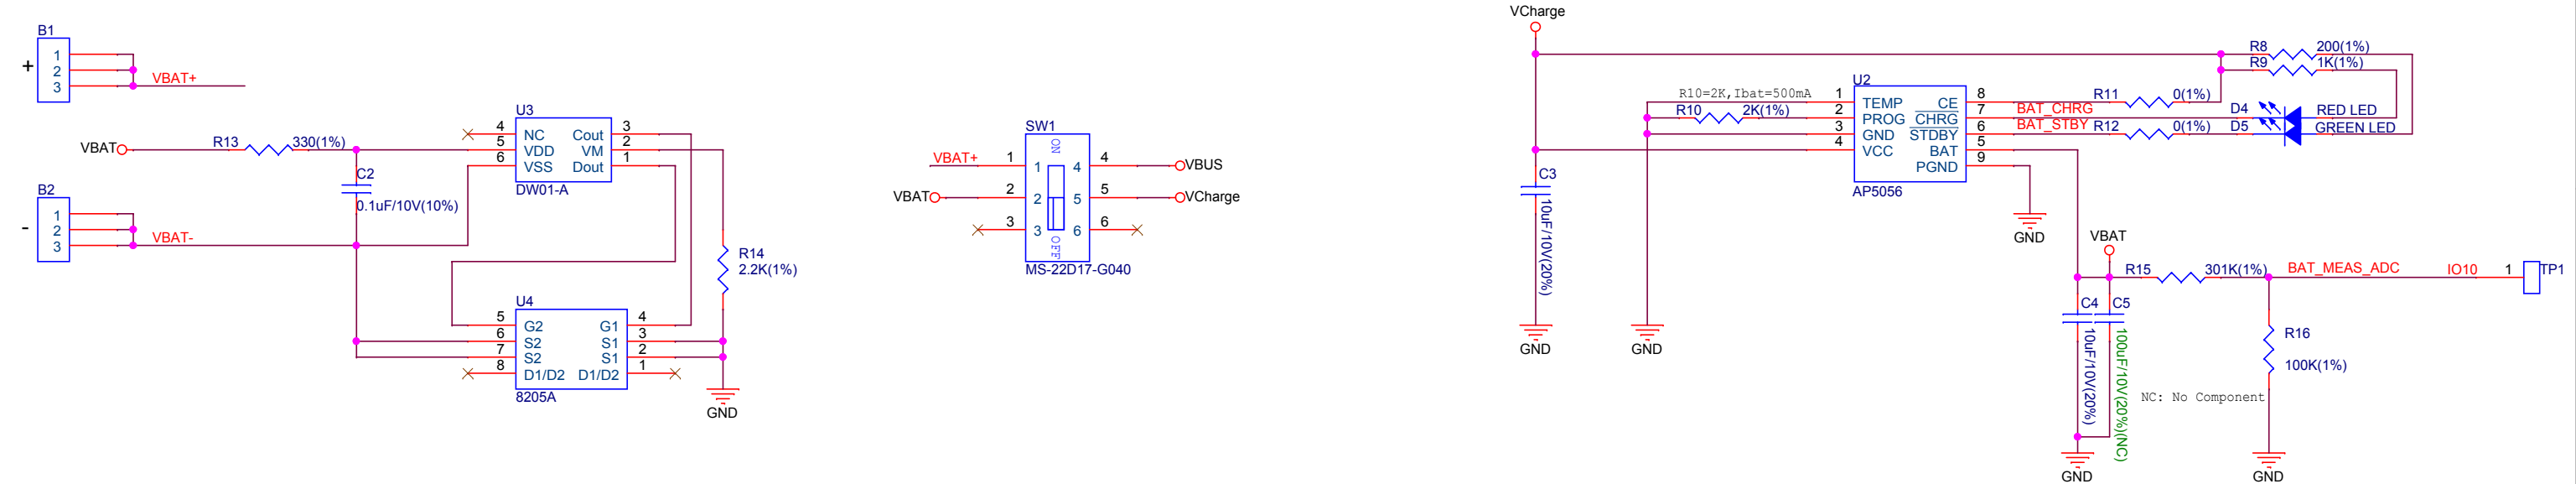 B1
+
1
2
3
VBAT+
VBAT
R13
330(1%)
C2
0.1uF/10V(10%)
B2
-
1
2
3
VBAT-
U3
4
5
6
NC
VDD
VSS
Cout
VM
Dout
3
2
1
DW01-A
R14
2.2K(1%)
U4
5
6
7
8
G2
S2
S2
D1/D2
G1
S1
S1
D1/D2
4
3
2
1
8205A
GND
SW1
ON
OFF
VBAT+
1
1
4
4
VBUS
VBAT
2
2
5
5
VCharge
3
3
6
6
MS-22D17-G040
VCharge
C3
10uF/10V(20%)
GND
R10=2K,Ibat=500mA
R10
2K(1%)
GND
U2
1
2
3
4
TEMP
PROG
GND
VCC
CE
CHRG
STDBY
BAT
PGND
8
7
6
5
9
AP5056
BAT_CHRG
BAT_STBY
R11
0(1%)
R12
0(1%)
R8
200(1%)
R9
1K(1%)
D4
RED LED
D5
GREEN LED
GND
VBAT
R15
301K(1%)
BAT_MEAS_ADC
IO10
1
TP1
C4
10uF/10V(20%)
C5
100uF/10V(20%)(NC)
NC: No Component
R16
100K(1%)
GND
GND